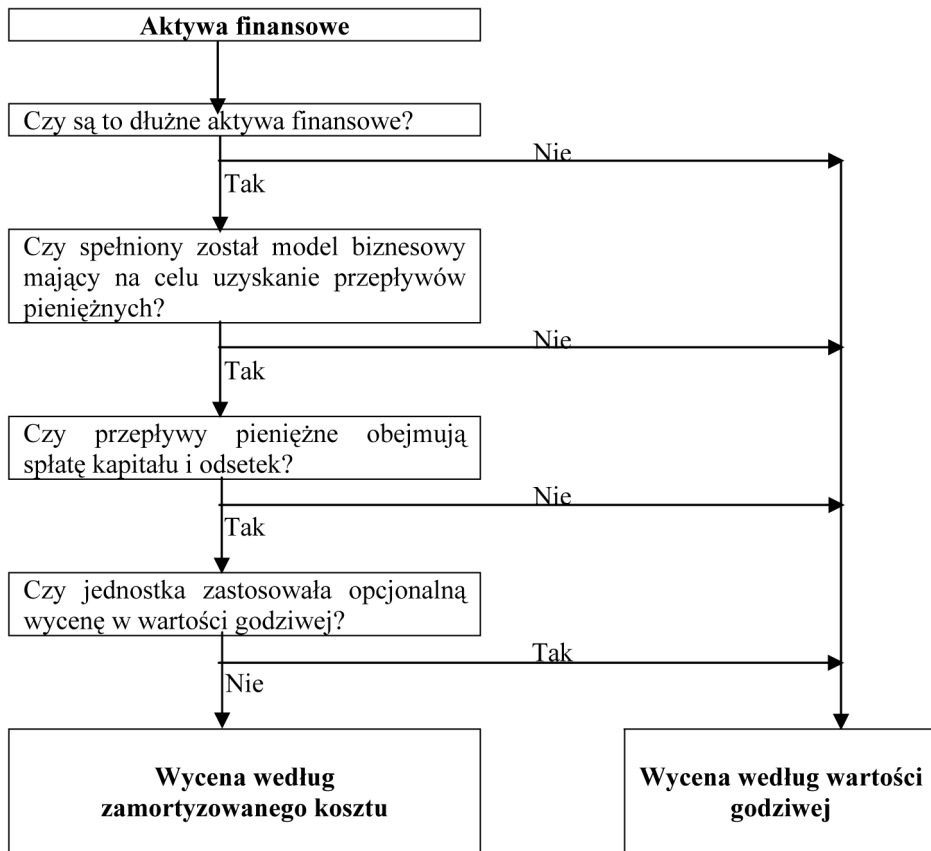 Aktywa finansowe
Czy są to dłużne aktywa finansowe?
Nie
Tak
Czy spełniony został model biznesowy
mający na celu uzyskanie przepływów
pieniężnych?
Nie
Tak
Czy przepływy pieniężne obejmują
spłatę kapitału i odsetek?
Nie
Tak
Czy jednostka zastosowała opcjonalną
wycenę w wartości godziwej?
Tak
Nie
Wycena według
zamortyzowanego kosztu
Wycena według wartości
godziwej